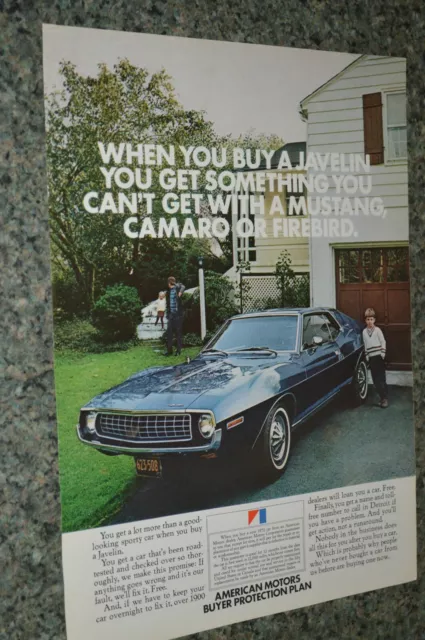 WHEN YOU BUY A JAVELIN
YOU GET SOMETHING YOU
CAN'T GET WITH A MUSTANG,
CAMARO OR FIREBIRD.
623-508
You get a lot more than a good-
looking sporty car when you buy
a Javelin.
You get a car that's been road-
tested and checked over so thor-
oughly, we make this promise: If
anything goes wrong and it's our
fault, we'll fix it. Free.
And, if we have to keep your
car overnight to fix it, over 1900
AMERICAN MOTORS
BUYER PROTECTION PLAN
dealers will loan you a car. Free.
Finally, you get a name and toll-
free number to call in Detroit if
you have a problem. And you'll
get action, not a runaround.
Nobody in the business does
all this for you after you buy a car.
Which is probably why people
who've never bought a car from
us before are buying one now.